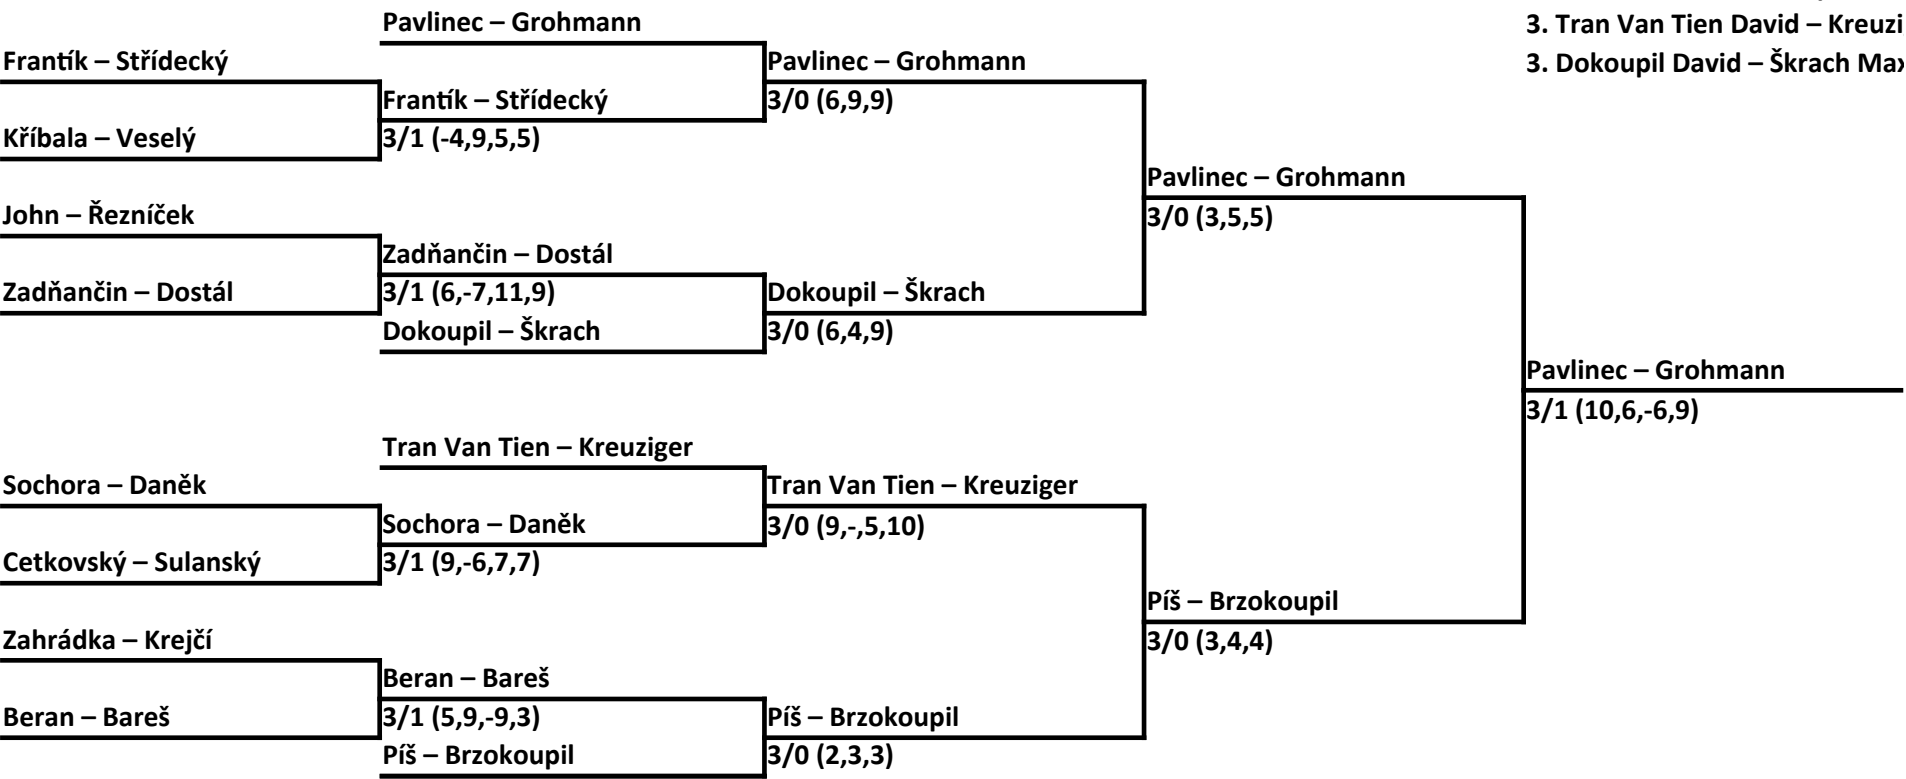 Pavlinec – Grohmann
3. Tran Van Tien David – Kreuzi
Frantík – Střídecký
Pavlinec – Grohmann
3. Dokoupil David – Škrach Max
Frantík – Střídecký
3/0 (6,9,9)
Kříbala – Veselý
3/1 (-4,9,5,5)
Pavlinec – Grohmann
John – Řezníček
3/0 (3,5,5)
Zadňančin – Dostál
Zadňančin – Dostál
3/1 (6,-7,11,9)
Dokoupil – Škrach
Dokoupil – Škrach
3/0 (6,4,9)
Pavlinec – Grohmann
3/1 (10,6,-6,9)
Tran Van Tien – Kreuziger
Sochora – Daněk
Tran Van Tien – Kreuziger
Sochora – Daněk
3/0 (9,-,5,10)
Cetkovský – Sulanský
3/1 (9,-6,7,7)
Píš – Brzokoupil
Zahrádka – Krejčí
3/0 (3,4,4)
Beran – Bareš
Beran – Bareš
3/1 (5,9,-9,3)
Píš – Brzokoupil
Píš – Brzokoupil
3/0 (2,3,3)